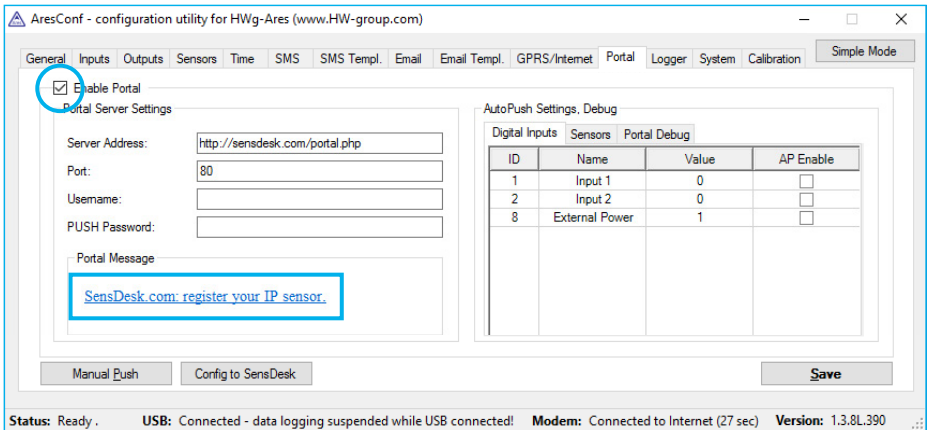 AresConf - configuration utility for HWg-Ares (www.HW-group.com)
General Inputs Outputs Sensors Time SMS SMS Templ. Email Email Templ. GPRS/Internet Portal Logger System Calibration Simple Mode
Enable Portal
Portal Server Settings
Server Address: http://sensdesk.com/portal.php
Port: 80
Username:
PUSH Password:
Portal Message
SensDesk.com: register your IP sensor.
AutoPush Settings, Debug
Digital Inputs Sensors Portal Debug
ID Name Value AP Enable
1 Input 1 0
2 Input 2 0
8 External Power 1
Manual Push Config to SensDesk Save
Status: Ready . USB: Connected - data logging suspended while USB connected! Modem: Connected to Internet (27 sec) Version: 1.3.8L.390